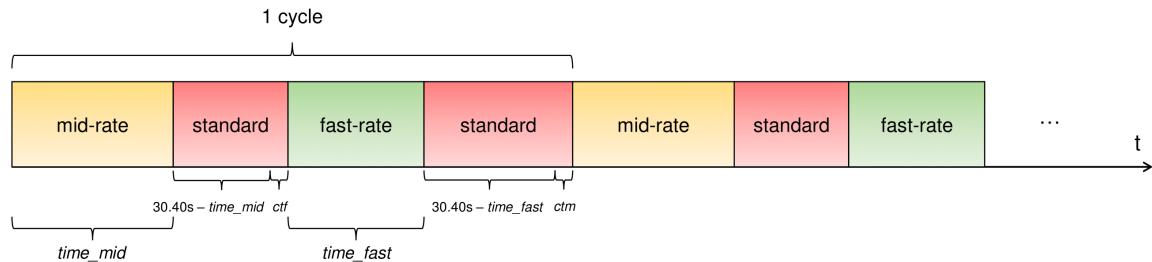 1 cycle
mid-rate standard fast-rate standard mid-rate standard fast-rate ...
t
30.40s – time_mid ctf 30.40s – time_fast ctm
time_mid time_fast